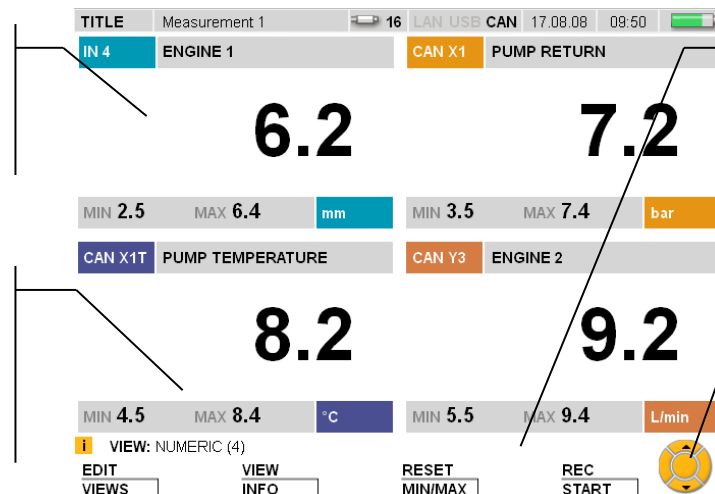 TITLE Measurement 1 16 LAN USB CAN 17.08.08 09:50
IN 4 ENGINE 1 CAN X1 PUMP RETURN
6.2 7.2
MIN 2.5 MAX 6.4 mm MIN 3.5 MAX 7.4 bar
CAN X1T PUMP TEMPERATURE CAN Y3 ENGINE 2
8.2 9.2
MIN 4.5 MAX 8.4 °C MIN 5.5 MAX 9.4 L/min
i VIEW: NUMERIC (4)
EDIT VIEW RESET REC
VIEWS INFO MIN/MAX START